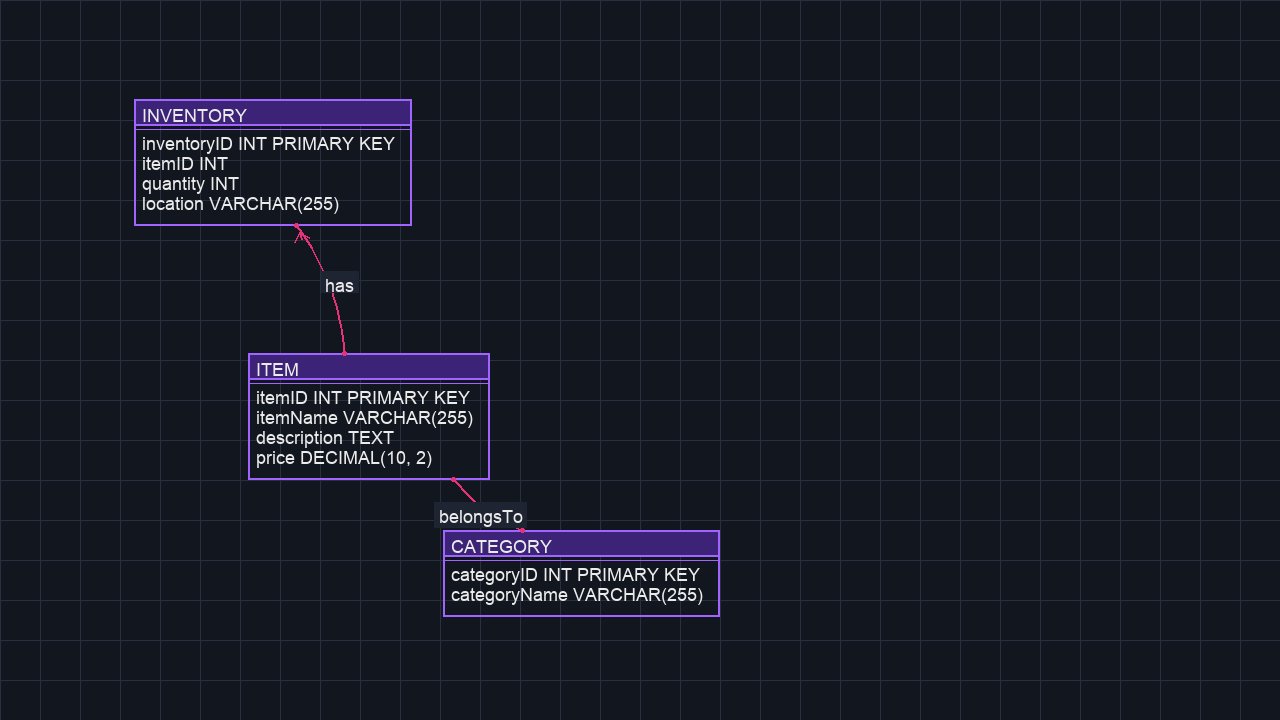 INVENTORY
inventoryID INT PRIMARY KEY
itemID INT
quantity INT
location VARCHAR(255)
has
ITEM
itemID INT PRIMARY KEY
itemName VARCHAR(255)
description TEXT
price DECIMAL(10, 2)
belongsTo
CATEGORY
categoryID INT PRIMARY KEY
categoryName VARCHAR(255)